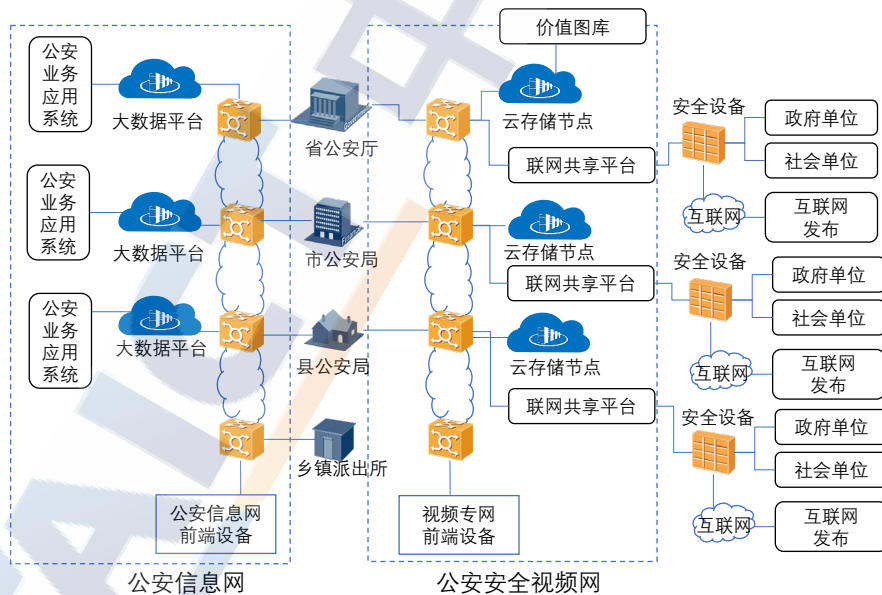 价值图库
公安
业务
应用
系统
大数据平台
省公安厅
云存储节点
安全设备
政府单位
社会单位
联网共享平台
互联网
互联网
发布
公安
业务
应用
系统
大数据平台
市公安局
云存储节点
安全设备
政府单位
社会单位
联网共享平台
互联网
互联网
发布
公安
业务
应用
系统
大数据平台
县公安局
云存储节点
安全设备
政府单位
社会单位
联网共享平台
互联网
互联网
发布
乡镇派出所
公安信息网
前端设备
视频专网
前端设备
公安信息网
公安安全视频网